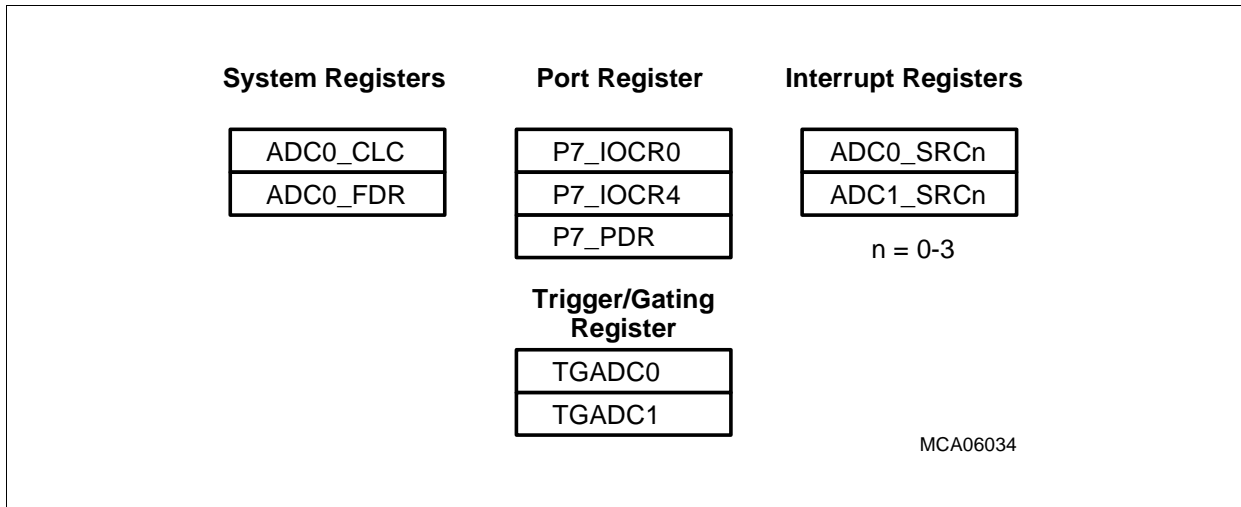 System Registers
Port Register
Interrupt Registers
ADC0_CLC
ADC0_FDR
P7_IOCR0
P7_IOCR4
P7_PDR
ADC0_SRCn
ADC1_SRCn
n = 0-3
Trigger/Gating
Register
TGADC0
TGADC1
MCA06034